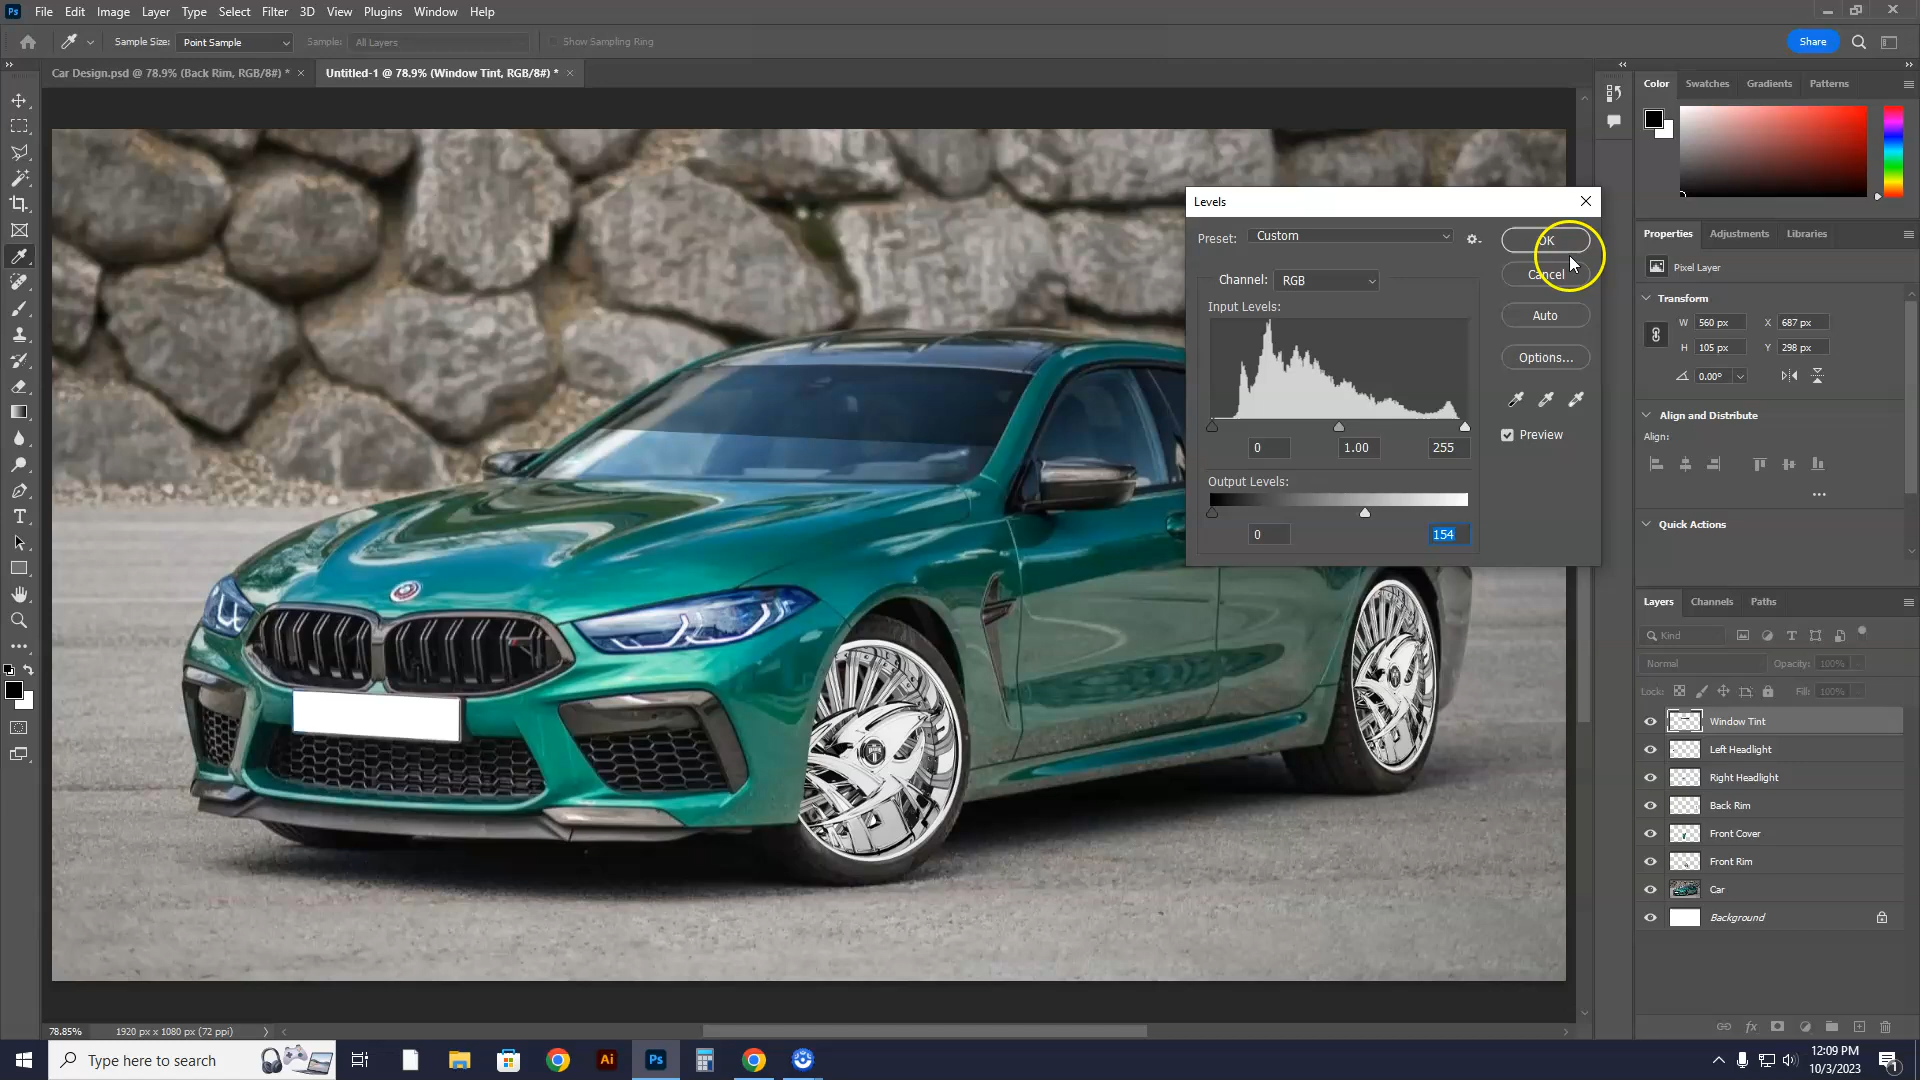 Ps File Edit Image Layer Type Select Filter 3D View Plugins Window Help
Sample Size: Point Sample Sample: All Layers Show Sampling Ring Share
Car Design.psd @ 78.9% (Back Rim, RGB/8#) * Untitled-1 @ 78.9% (Window Tint, RGB/8#) *
Color Swatches Gradients Patterns
Levels
Preset: Custom OK
Cancel
Channel: RGB
Input Levels:
Auto
Options...
Preview
0 1.00 255
Output Levels:
0 154
Properties Adjustments Libraries
Pixel Layer
Transform
W 560 px X 687 px
H 105 px Y 298 px
0.00°
Align and Distribute
Align:
Quick Actions
Layers Channels Paths
Kind
Normal Opacity: 100%
Lock: Fill: 100%
Window Tint
Left Headlight
Right Headlight
Back Rim
Front Cover
Front Rim
Car
Background
78.85% 1920 px x 1080 px (72 ppi)
Type here to search
Ai Ps
12:09 PM
10/3/2023
1